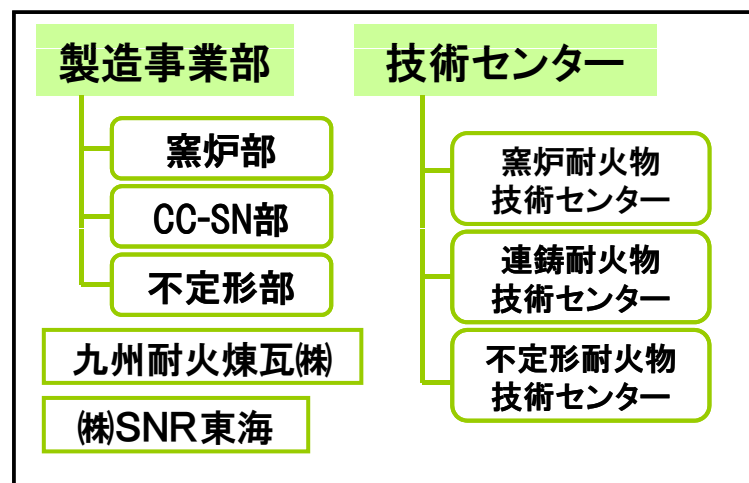 製造事業部
窯炉部
CC-SN部
不定形部
九州耐火煉瓦㈱
㈱SNR東海
技術センター
窯炉耐火物
技術センター
連鋳耐火物
技術センター
不定形耐火物
技術センター